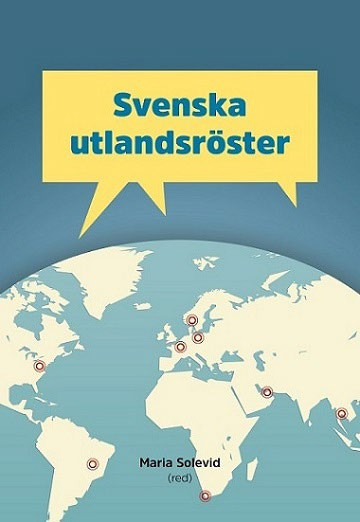 Svenska
utlandsröster
Maria Solevid
(red)